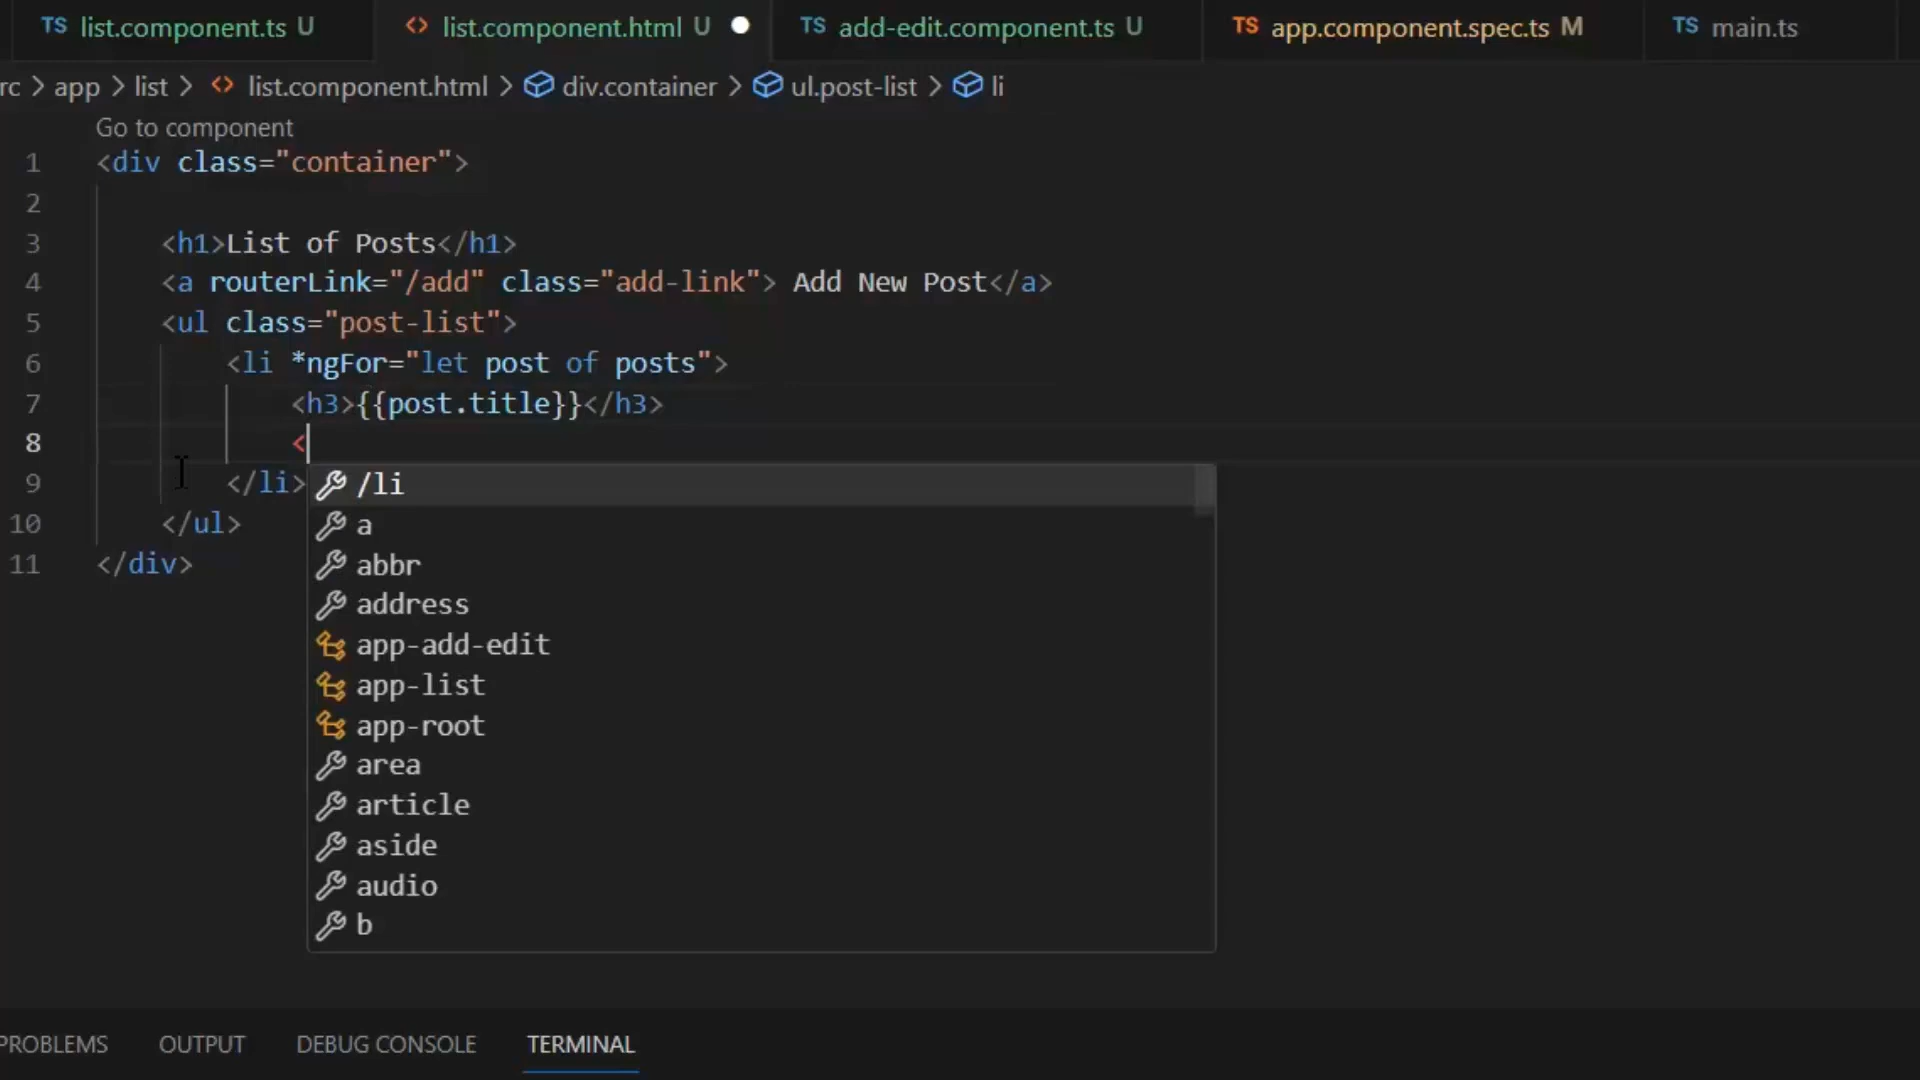 TS list.component.ts U <> list.component.html U TS add-edit.component.ts U TS app.component.spec.ts M TS main.ts
rc > app > list > <> list.component.html > div.container > ul.post-list > li
Go to component
1 <div class="container">
2
3 <h1>List of Posts</h1>
4 <a routerLink="/add" class="add-link"> Add New Post</a>
5 <ul class="post-list">
6 <li *ngFor="let post of posts">
7 <h3>{{post.title}}</h3>
8 <
9 </li> /li
10 </ul> a
abbr
11 </div>
address
app-add-edit
app-list
app-root
area
article
aside
audio
b
PROBLEMS OUTPUT DEBUG CONSOLE TERMINAL